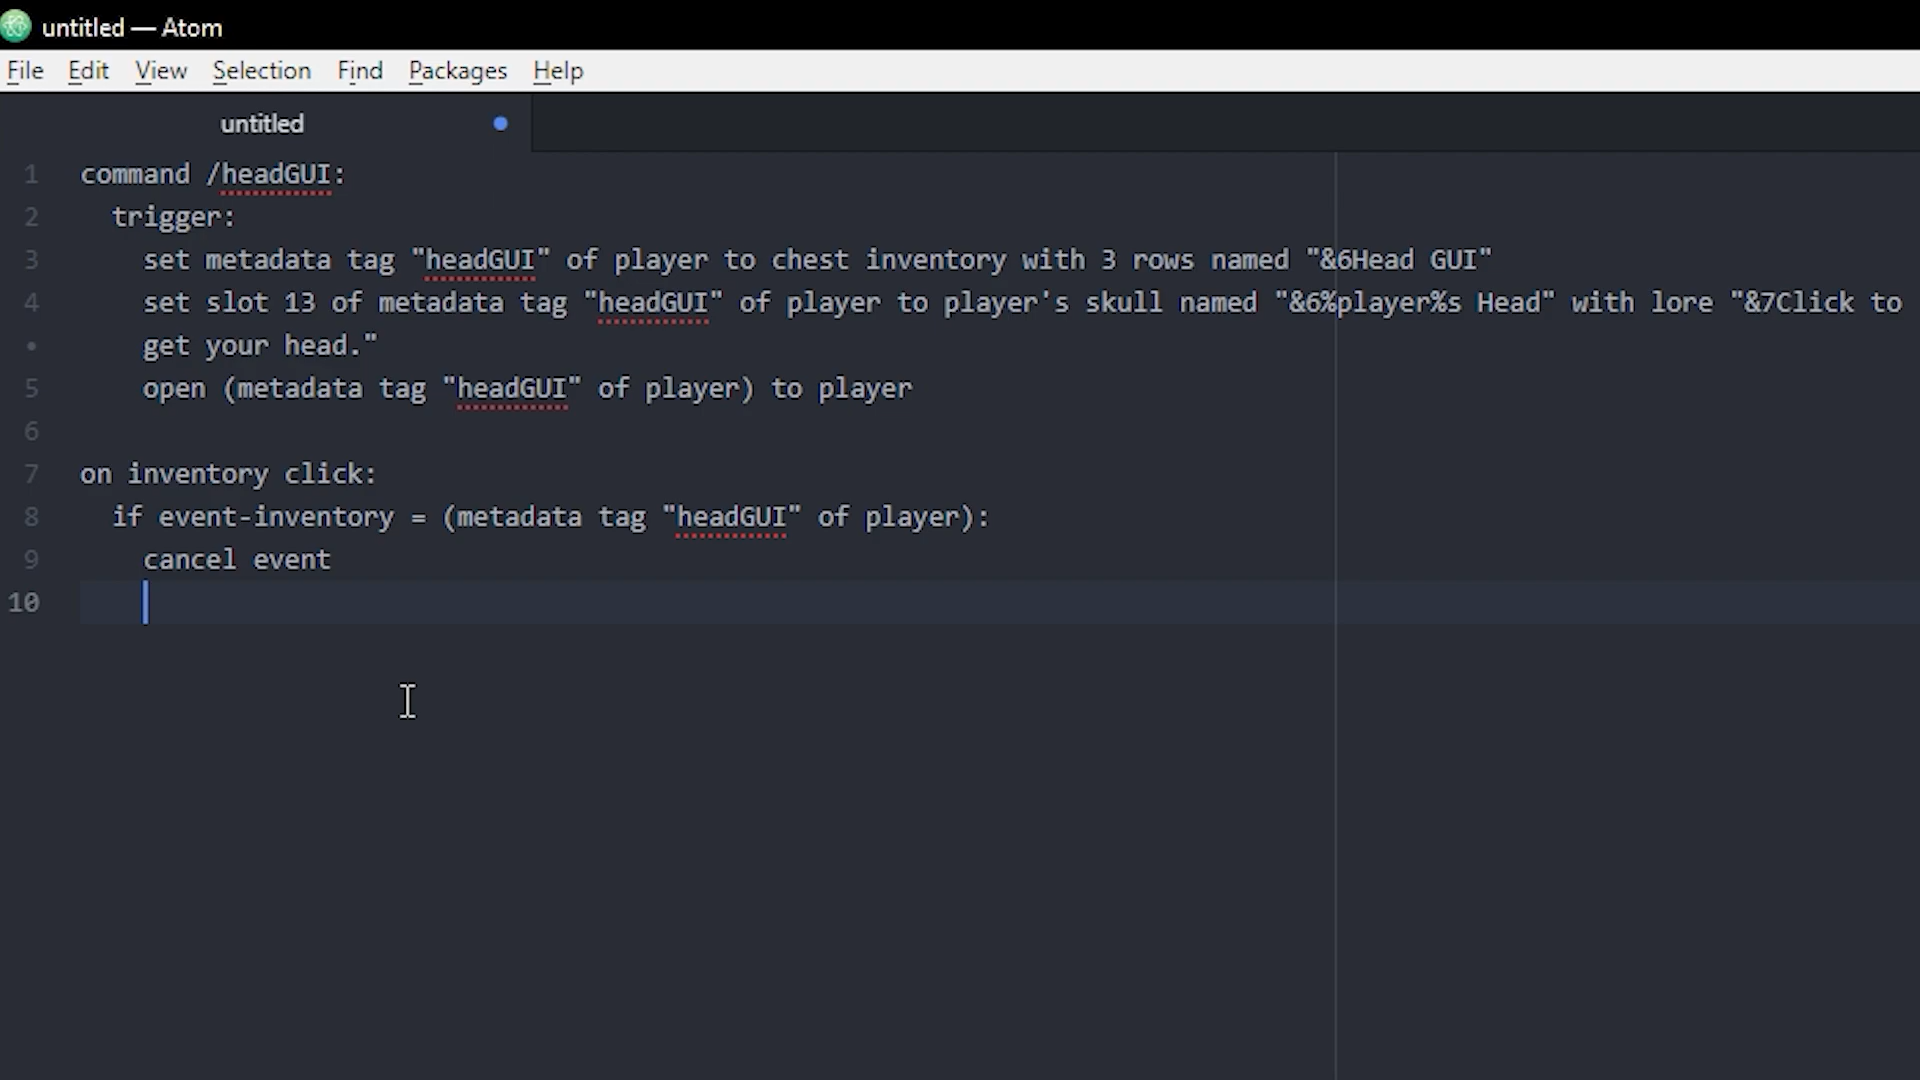 untitled — Atom
File Edit View Selection Find Packages Help
untitled
1 command /headGUI:
2 trigger:
3 set metadata tag "headGUI" of player to chest inventory with 3 rows named "&6Head GUI"
4 set slot 13 of metadata tag "headGUI" of player to player's skull named "&6%player%s Head" with lore "&7Click to
• get your head."
5 open (metadata tag "headGUI" of player) to player
6
7 on inventory click:
8 if event-inventory = (metadata tag "headGUI" of player):
9 cancel event
10